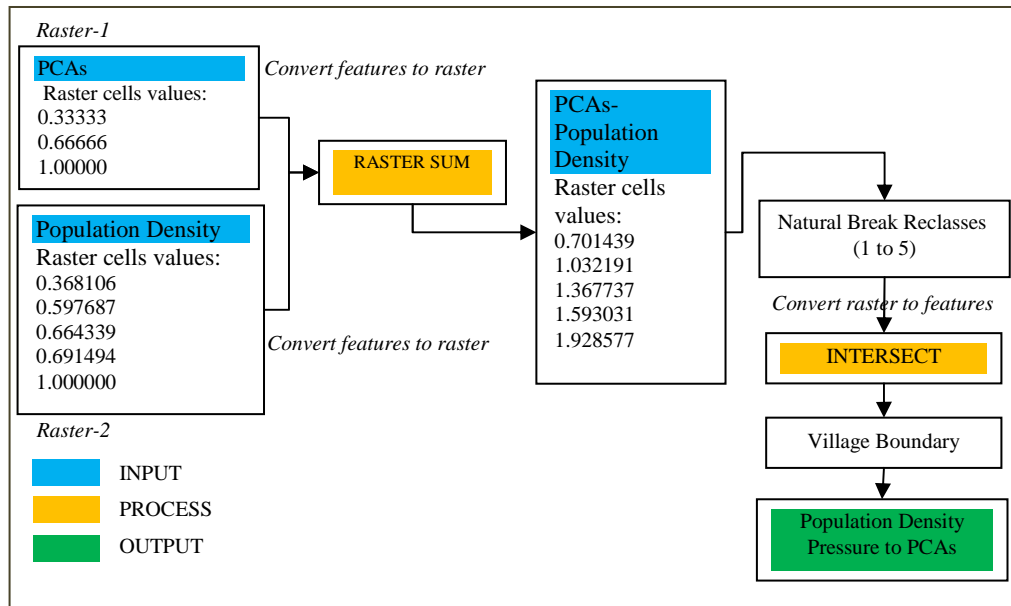 Raster-1
PCAs
Raster cells values:
0.33333
0.66666
1.00000
Convert features to raster
Population Density
Raster cells values:
0.368106
0.597687
0.664339
0.691494
1.000000
Convert features to raster
Raster-2
RASTER SUM
PCAs-
Population
Density
Raster cells
values:
0.701439
1.032191
1.367737
1.593031
1.928577
Natural Break Reclasses
(1 to 5)
Convert raster to features
INTERSECT
Village Boundary
Population Density
Pressure to PCAs
INPUT
PROCESS
OUTPUT